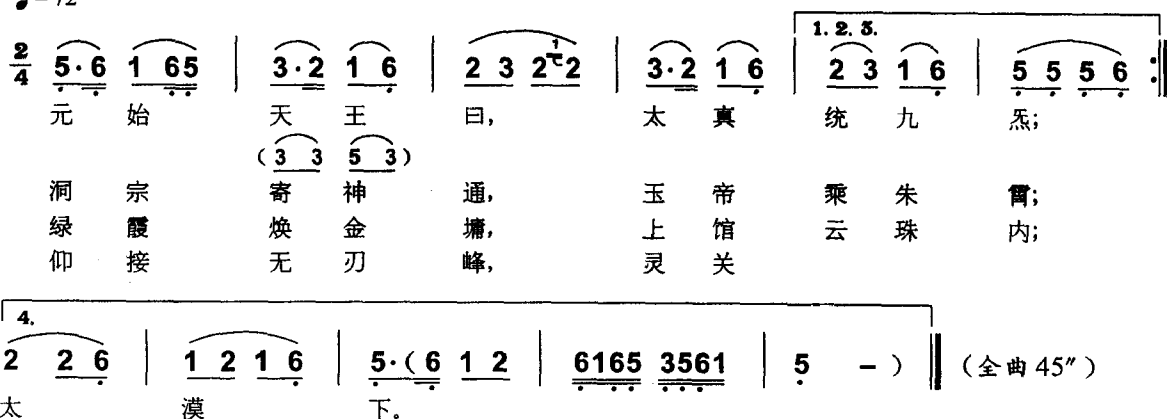 ♩=72
1. 2. 3.
2/4 5·6 1 65 | 3·2 1 6 | 2 3 2 2 | 3·2 1 6 | 2 3 1 6 | 5 5 5 6 :‖
元 始 天 王 曰, 太 真 统 九 炁;
(3 3 5 3)
洞 宗 寄 神 通, 玉 帝 乘 朱 霄;
绿 霞 焕 金 墉, 上 馆 云 珠 内;
仰 接 无 刃 峰, 灵 关
4.
2 2 6 | 1 2 1 6 | 5·(6 1 2 | 6165 3561 | 5 - ) ‖ (全曲 45″)
太 漠 下。